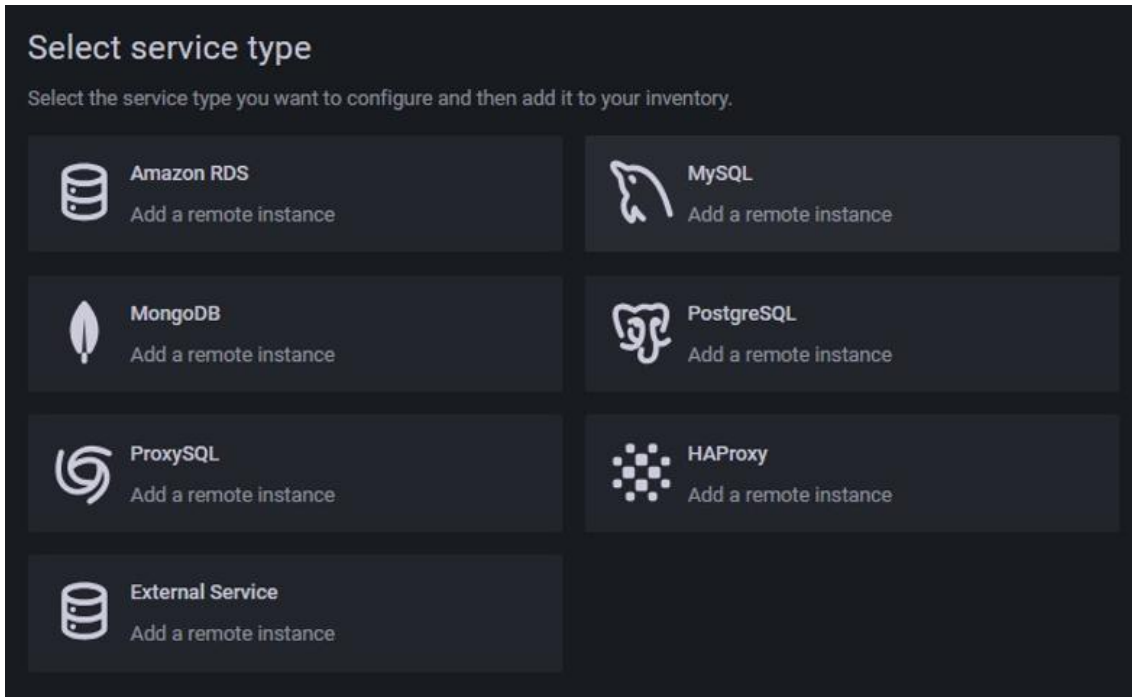 Select service type
Select the service type you want to configure and then add it to your inventory.
Amazon RDS
Add a remote instance
MySQL
Add a remote instance
MongoDB
Add a remote instance
PostgreSQL
Add a remote instance
ProxySQL
Add a remote instance
HAProxy
Add a remote instance
External Service
Add a remote instance